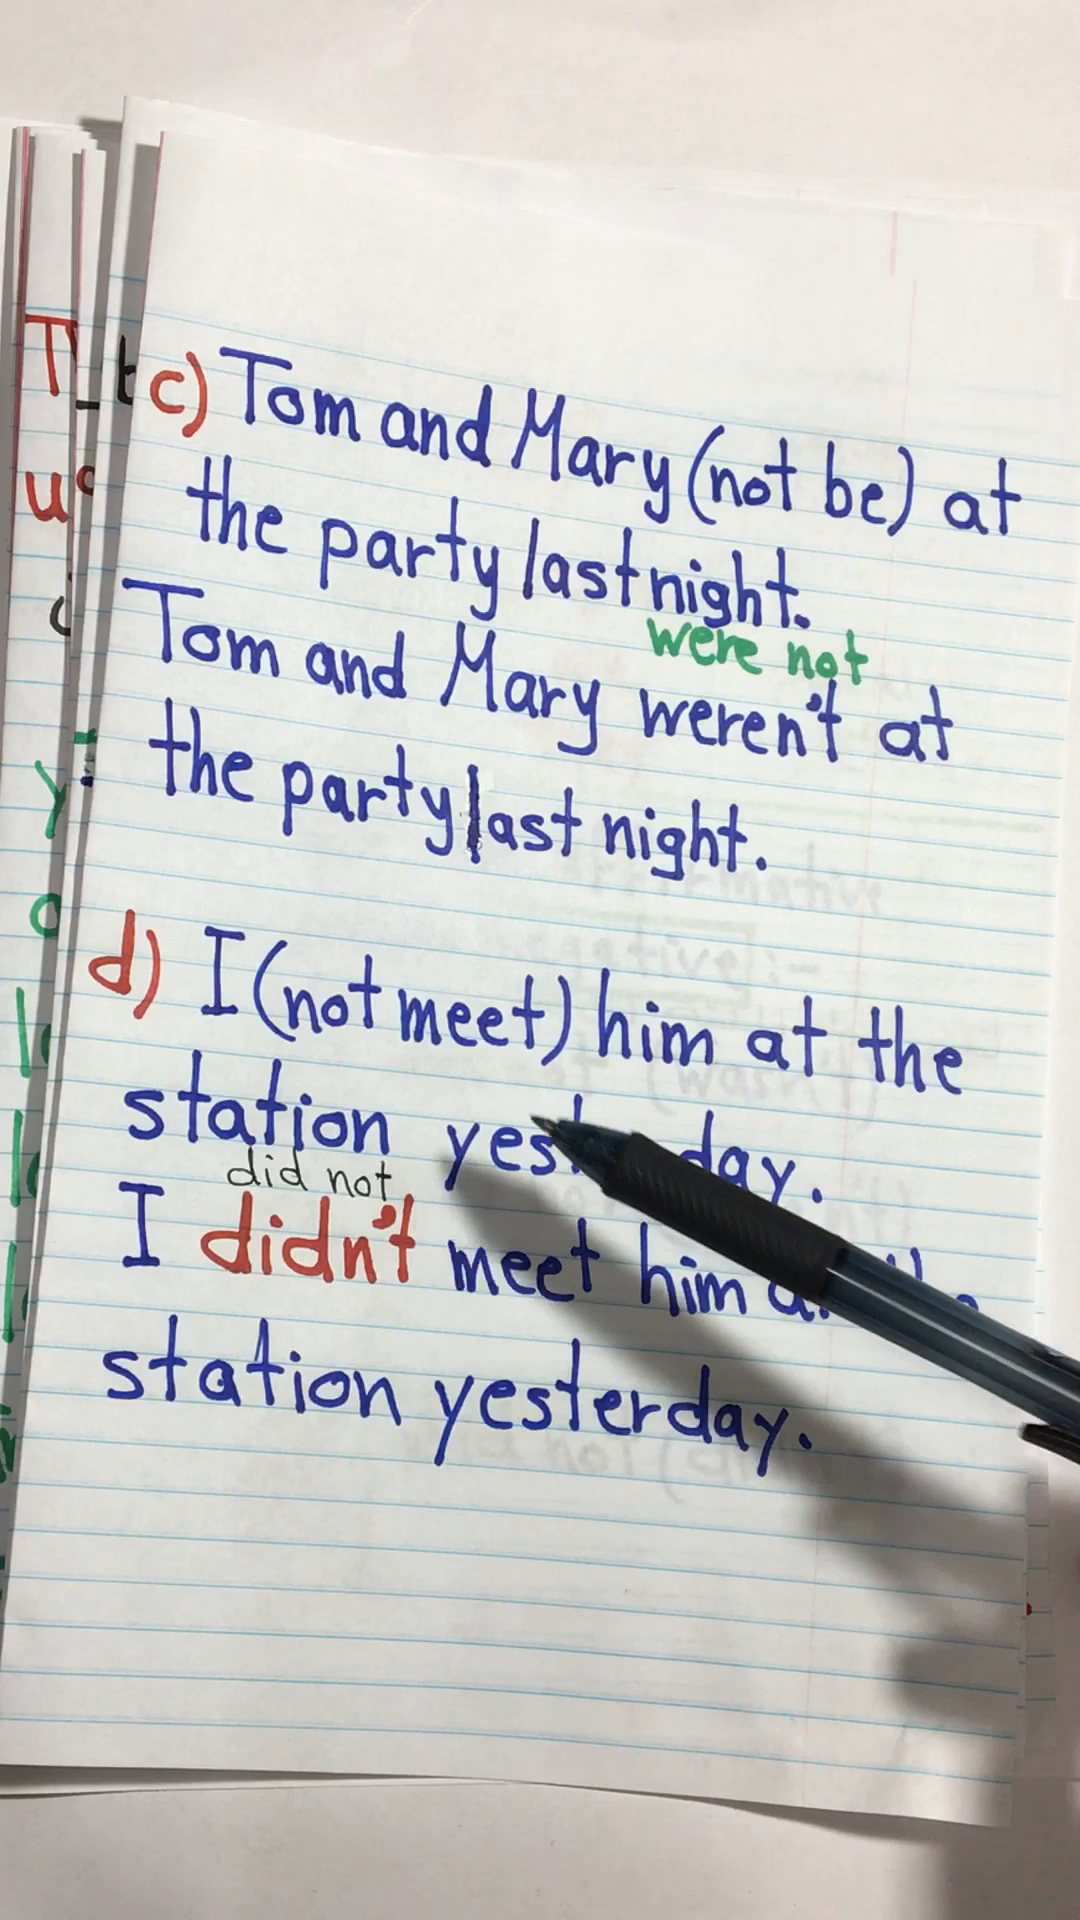 c) Tom and Mary (not be) at
the party last night.
were not
Tom and Mary weren't at
the party last night.
d) I (not meet) him at the
station day.
did not
I didn't meet him
station yesterday.